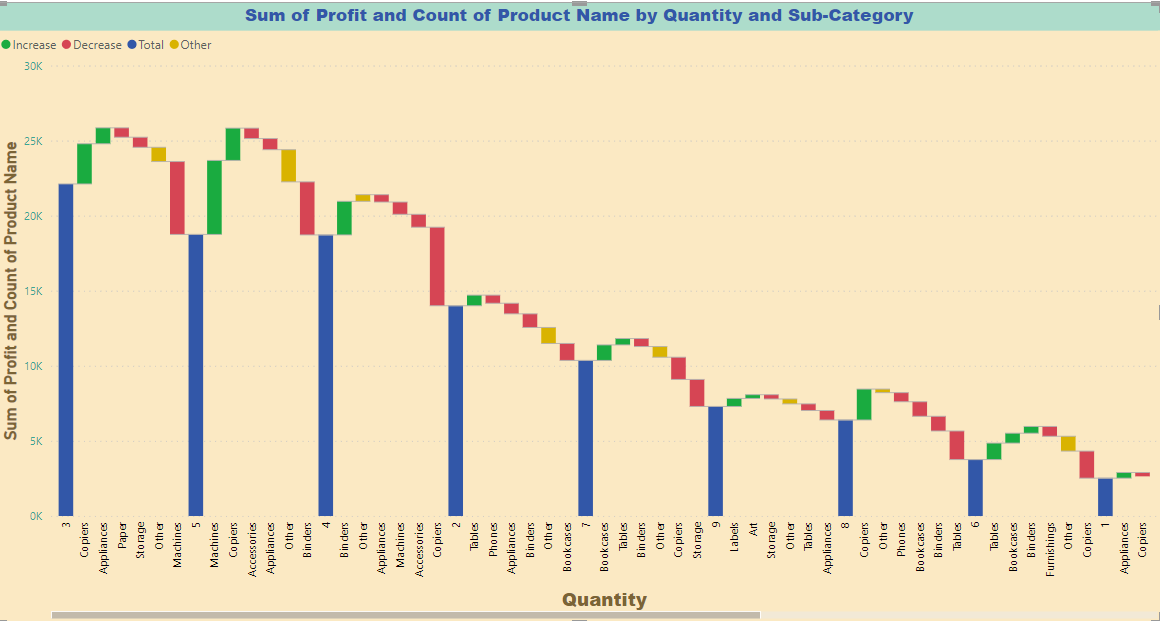 Sum of Profit and Count of Product Name by Quantity and Sub-Category
Increase Decrease Total Other
Sum of Profit and Count of Product Name
30K
25K
20K
15K
10K
5K
0K
3
Copiers
Appliances
Paper
Storage
Other
Machines
5
Machines
Copiers
Accessories
Appliances
Other
Binders
4
Binders
Other
Appliances
Machines
Accessories
Copiers
2
Tables
Phones
Appliances
Binders
Other
Bookcases
7
Bookcases
Tables
Binders
Other
Copiers
Storage
9
Labels
Art
Storage
Other
Tables
Appliances
8
Copiers
Other
Phones
Bookcases
Binders
Tables
6
Tables
Bookcases
Binders
Furnishings
Other
Copiers
1
Appliances
Copiers
Quantity